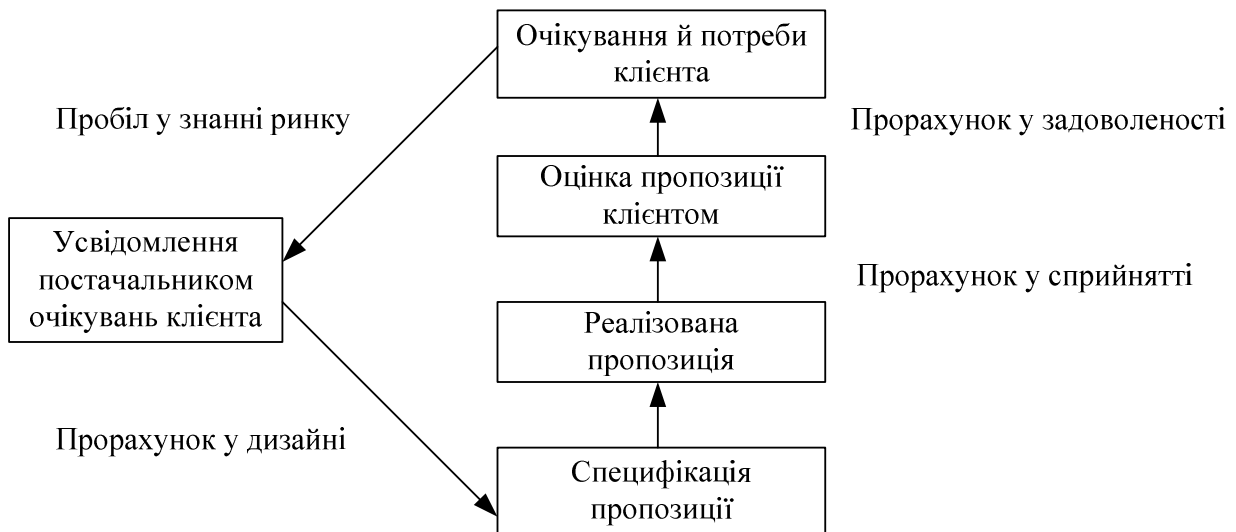 Очікування й потреби
клієнта
Пробіл у знанні ринку
Прорахунок у задоволеності
Оцінка пропозиції
клієнтом
Усвідомлення
постачальником
очікувань клієнта
Прорахунок у сприйнятті
Реалізована
пропозиція
Прорахунок у дизайні
Специфікація
пропозиції